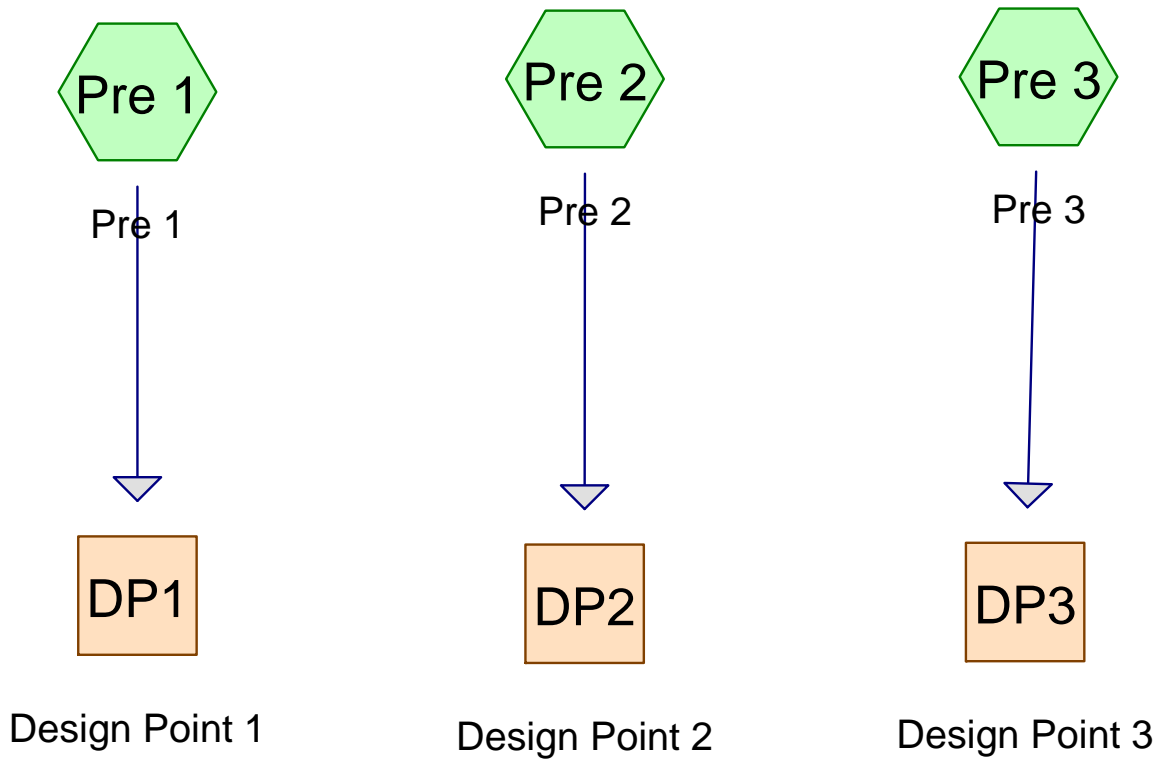 Pre 1
Pre 2
Pre 3
Pre 1
Pre 2
Pre 3
DP1
DP2
DP3
Design Point 1
Design Point 2
Design Point 3